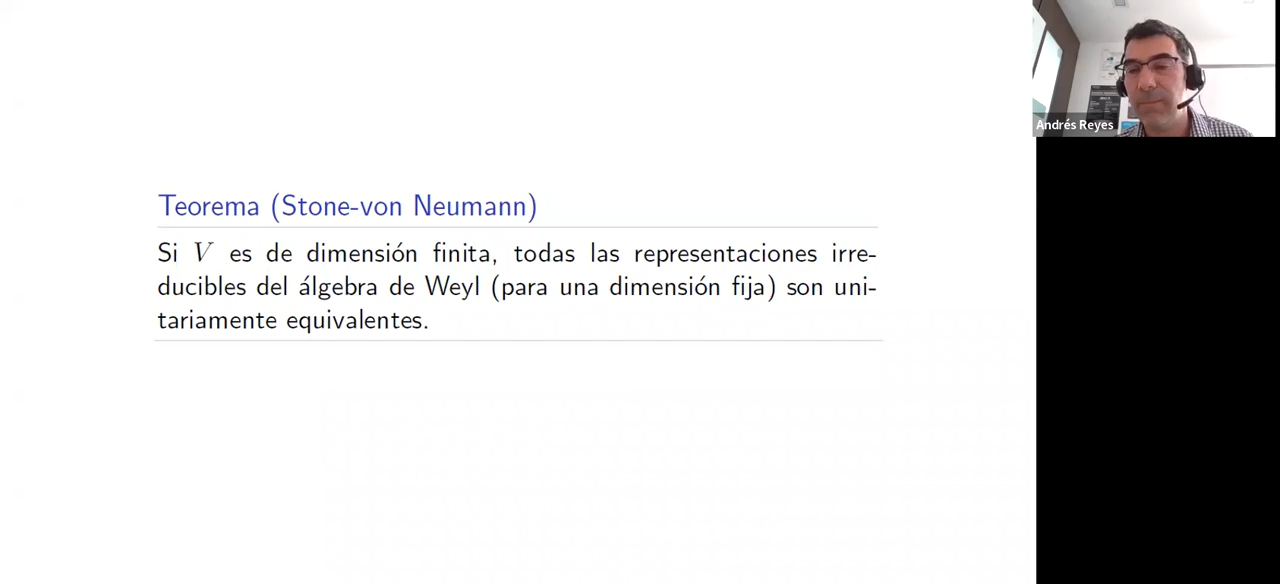 Teorema (Stone-von Neumann)
Si V es de dimensión finita, todas las representaciones irre-
ducibles del álgebra de Weyl (para una dimensión fija) son uni-
tariamente equivalentes.
Andrés Reyes